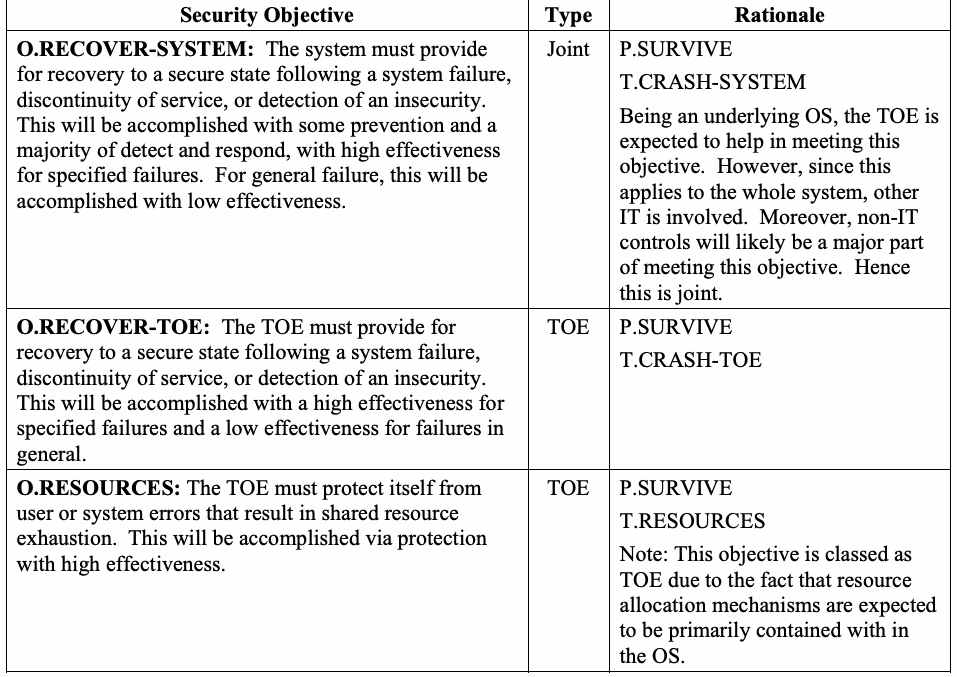 Security Objective Type Rationale
O.RECOVER-SYSTEM: The system must provide
for recovery to a secure state following a system failure,
discontinuity of service, or detection of an insecurity.
This will be accomplished with some prevention and a
majority of detect and respond, with high effectiveness
for specified failures. For general failure, this will be
accomplished with low effectiveness.
Joint
P.SURVIVE
T.CRASH-SYSTEM
Being an underlying OS, the TOE is
expected to help in meeting this
objective. However, since this
applies to the whole system, other
IT is involved. Moreover, non-IT
controls will likely be a major part
of meeting this objective. Hence
this is joint.
O.RECOVER-TOE: The TOE must provide for
recovery to a secure state following a system failure,
discontinuity of service, or detection of an insecurity.
This will be accomplished with a high effectiveness for
specified failures and a low effectiveness for failures in
general.
TOE
P.SURVIVE
T.CRASH-TOE
O.RESOURCES: The TOE must protect itself from
user or system errors that result in shared resource
exhaustion. This will be accomplished via protection
with high effectiveness.
TOE
P.SURVIVE
T.RESOURCES
Note: This objective is classed as
TOE due to the fact that resource
allocation mechanisms are expected
to be primarily contained with in
the OS.